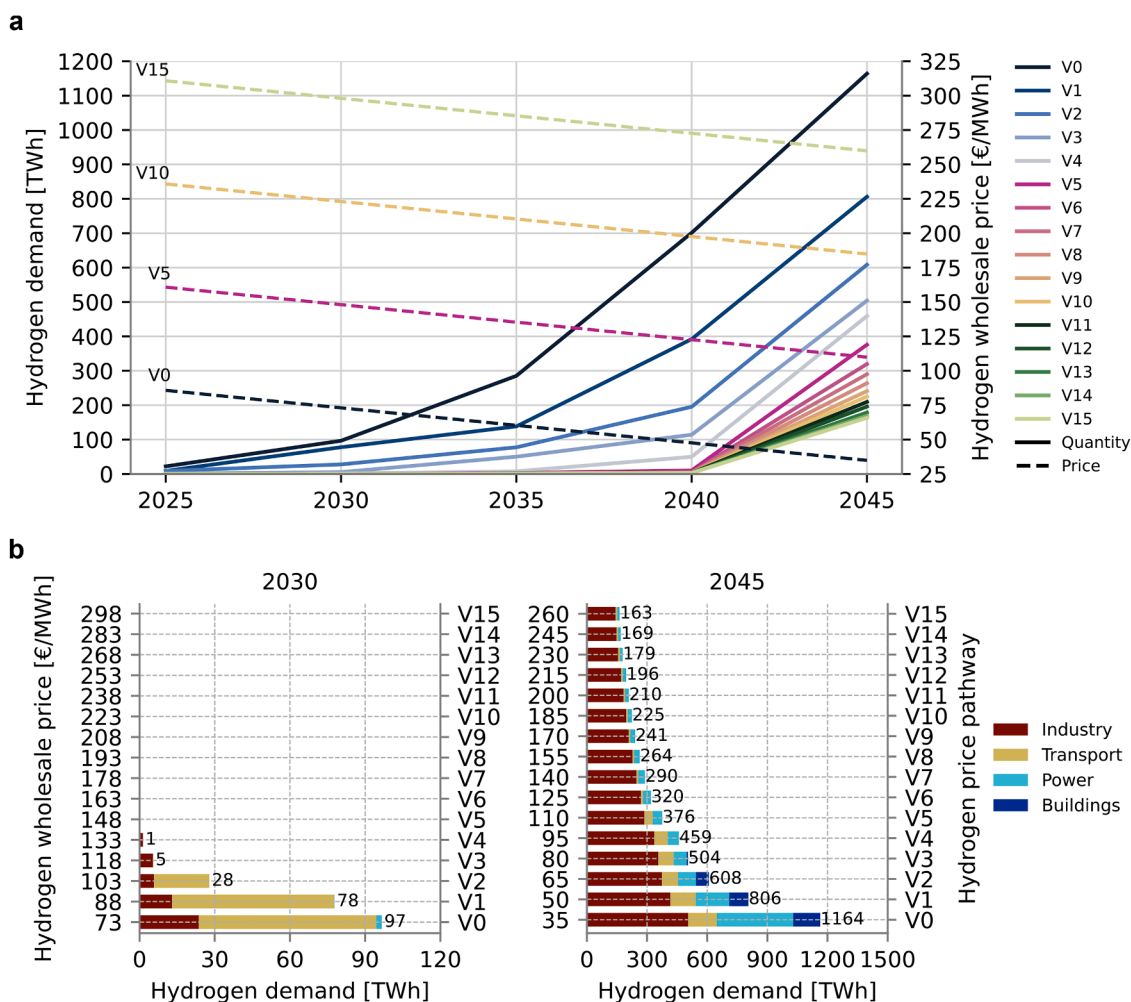 a
Hydrogen demand [TWh]
1200
1100
1000
900
800
700
600
500
400
300
200
100
0
V15
V10
V5
V0
2025
2030
2035
2040
2045
325
300
275
250
225
200
175
150
125
100
75
50
25
Hydrogen wholesale price [€/MWh]
V0
V1
V2
V3
V4
V5
V6
V7
V8
V9
V10
V11
V12
V13
V14
V15
Quantity
Price
b
2030
Hydrogen wholesale price [€/MWh]
298 V15
283 V14
268 V13
253 V12
238 V11
223 V10
208 V9
193 V8
178 V7
163 V6
148 V5
133 1 V4
118 5 V3
103 28 V2
88 78 V1
73 97 V0
0 30 60 90 120
Hydrogen demand [TWh]
2045
260 163 V15
245 169 V14
230 179 V13
215 196 V12
200 210 V11
185 225 V10
170 241 V9
155 264 V8
140 290 V7
125 320 V6
110 376 V5
95 459 V4
80 504 V3
65 608 V2
50 806 V1
35 1164 V0
0 300 600 900 1200 1500
Hydrogen demand [TWh]
Hydrogen price pathway
Industry
Transport
Power
Buildings